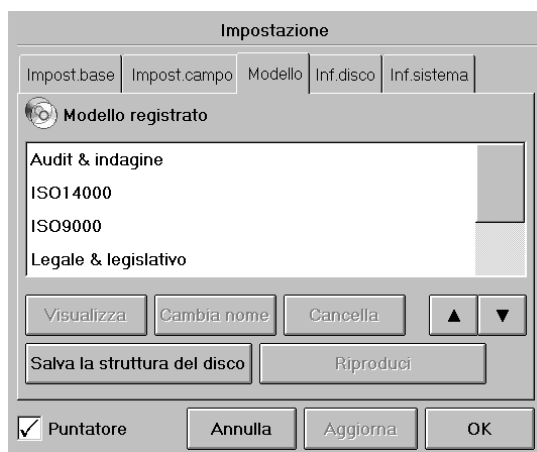 Impostazione
Impost.base Impost.campo Modello Inf.disco Inf.sistema
Modello registrato
Audit & indagine
ISO14000
ISO9000
Legale & legislativo
Visualizza Cambia nome Cancella
Salva la struttura del disco Riproduci
Puntatore Annulla Aggiorna OK